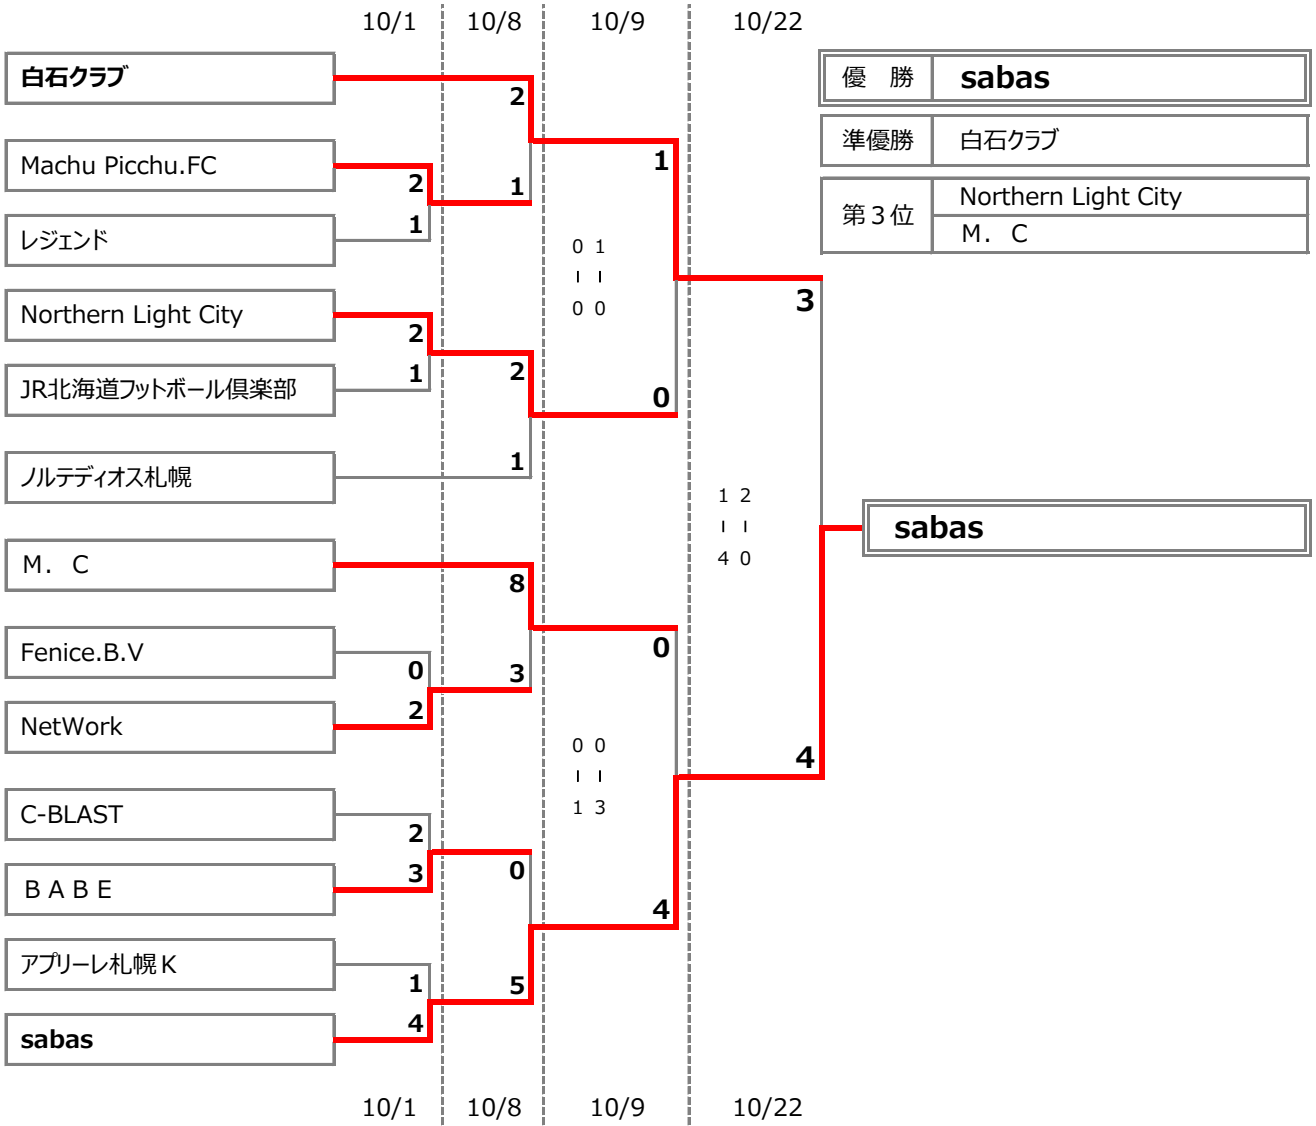 10/1 10/8 10/9 10/22
白石クラブ
2
優　勝 sabas
準優勝 白石クラブ
第３位 Northern Light City
M． C
Machu Picchu.FC
2
1
1
レジェンド
1
0 1
I I
0 0
3
Northern Light City
2
JR北海道フットボール倶楽部
1
2
0
ノルテディオス札幌
1
1 2
I I
4 0
sabas
M． C
8
Fenice.B.V
0
3
0
NetWork
2
0 0
I I
1 3
4
C-BLAST
2
ＢＡＢＥ
3
0
4
アプリーレ札幌Ｋ
1
5
sabas
4
10/1 10/8 10/9 10/22